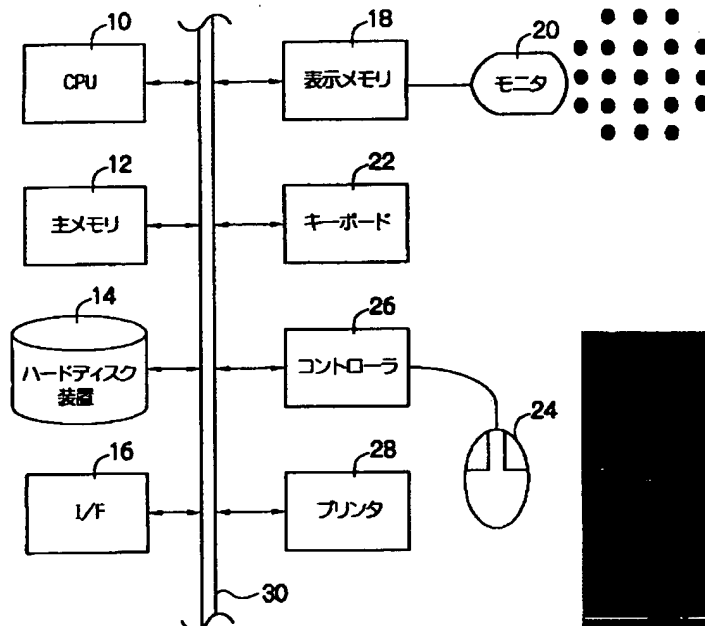 10
CPU
18
表示メモリ
20
モニタ
12
主メモリ
22
キーボード
14
ハードディスク
装置
26
コントローラ
24
16
I/F
28
プリンタ
30